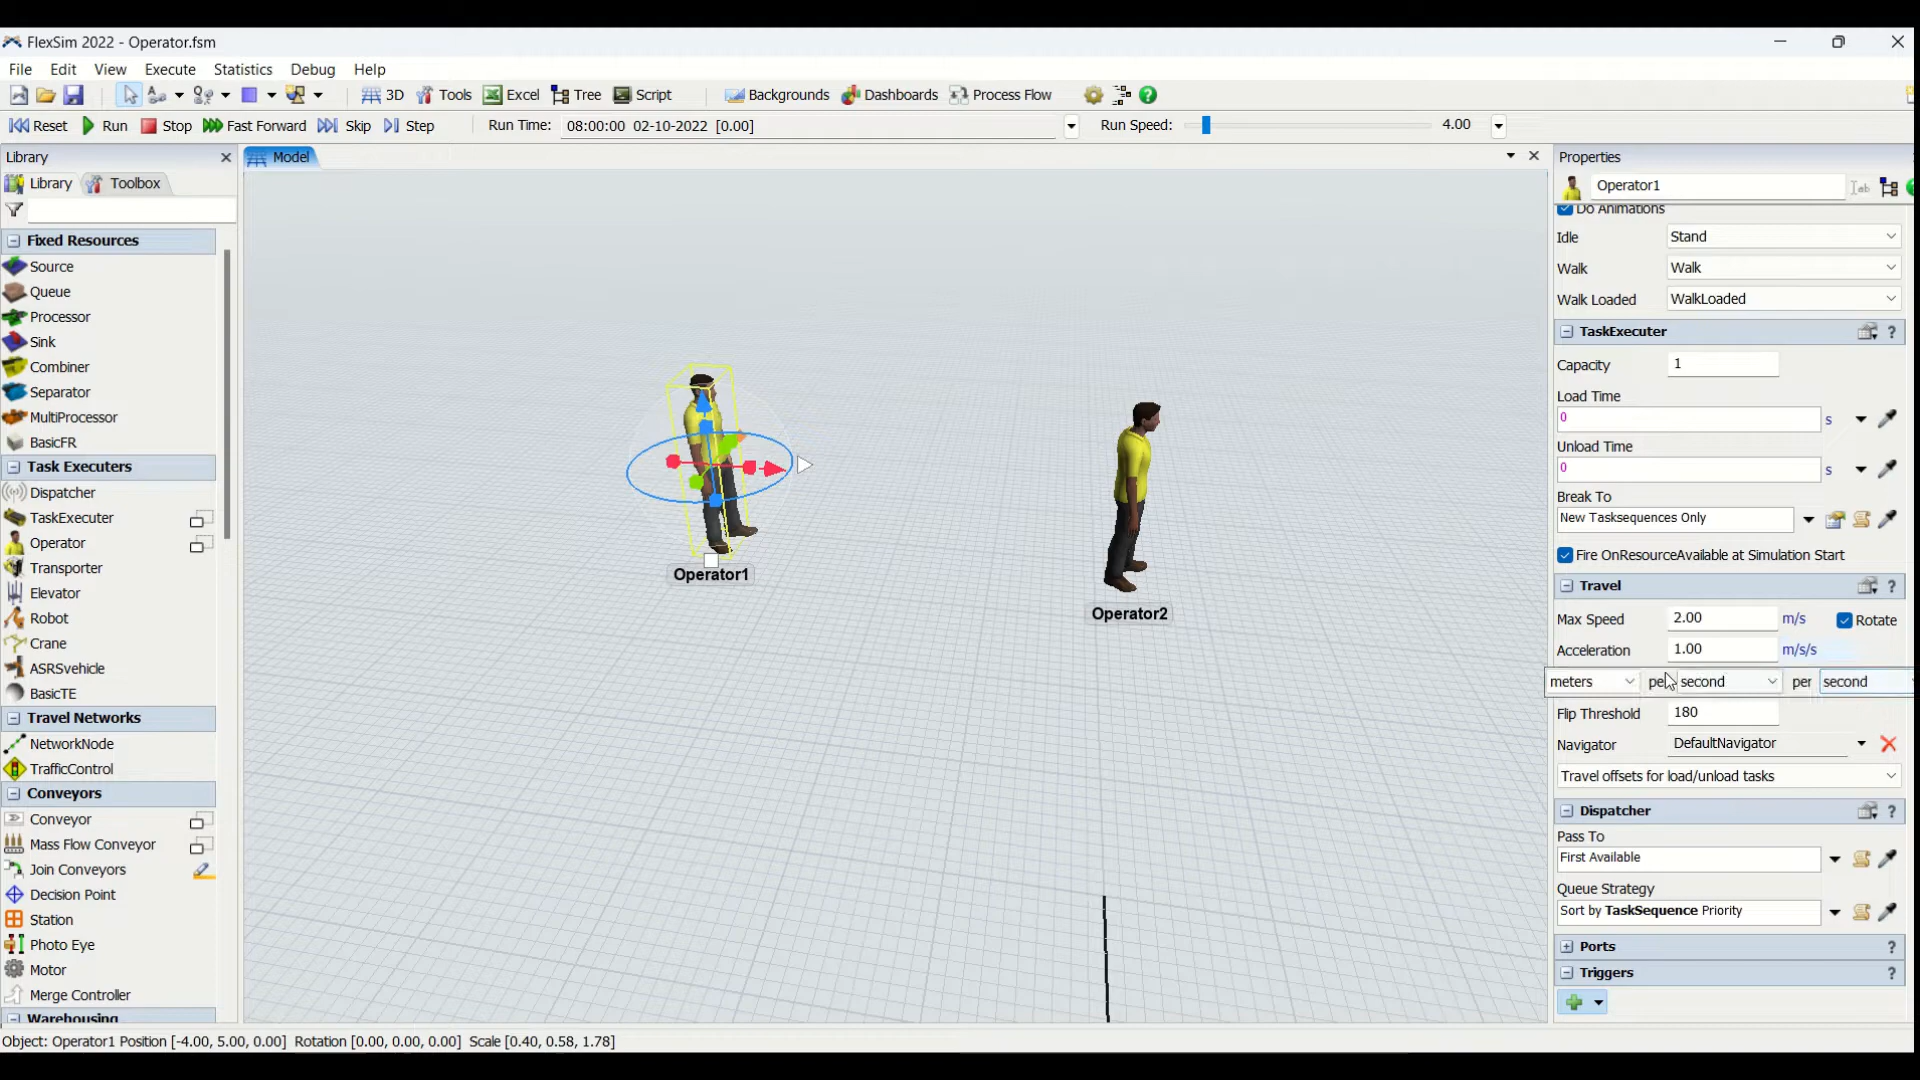 FlexSim 2022 - Operator.fsm
File Edit View Execute Statistics Debug Help
3D Tools Excel Tree Script Backgrounds Dashboards Process Flow
Reset Run Stop Fast Forward Skip Step Run Time: 08:00:00 02-10-2022 [0.00] Run Speed: 4.00
Library
Library Toolbox
Fixed Resources
Source
Queue
Processor
Sink
Combiner
Separator
MultiProcessor
BasicFR
Task Executers
Dispatcher
TaskExecuter
Operator
Transporter
Elevator
Robot
Crane
ASRSvehicle
BasicTE
Travel Networks
NetworkNode
TrafficControl
Conveyors
Conveyor
Mass Flow Conveyor
Join Conveyors
Decision Point
Station
Photo Eye
Motor
Merge Controller
Warehousing
Model
Operator1
Operator2
Properties
Operator1
Do Animations
Idle Stand
Walk Walk
Walk Loaded WalkLoaded
TaskExecuter
Capacity 1
Load Time
0 s
Unload Time
0 s
Break To
New Tasksequences Only
Fire OnResourceAvailable at Simulation Start
Travel
Max Speed 2.00 m/s Rotate
Acceleration 1.00 m/s/s
meters per second per second
Flip Threshold 180
Navigator DefaultNavigator
Travel offsets for load/unload tasks
Dispatcher
Pass To
First Available
Queue Strategy
Sort by TaskSequence Priority
Ports
Triggers
Object: Operator1 Position [-4.00, 5.00, 0.00] Rotation [0.00, 0.00, 0.00] Scale [0.40, 0.58, 1.78]